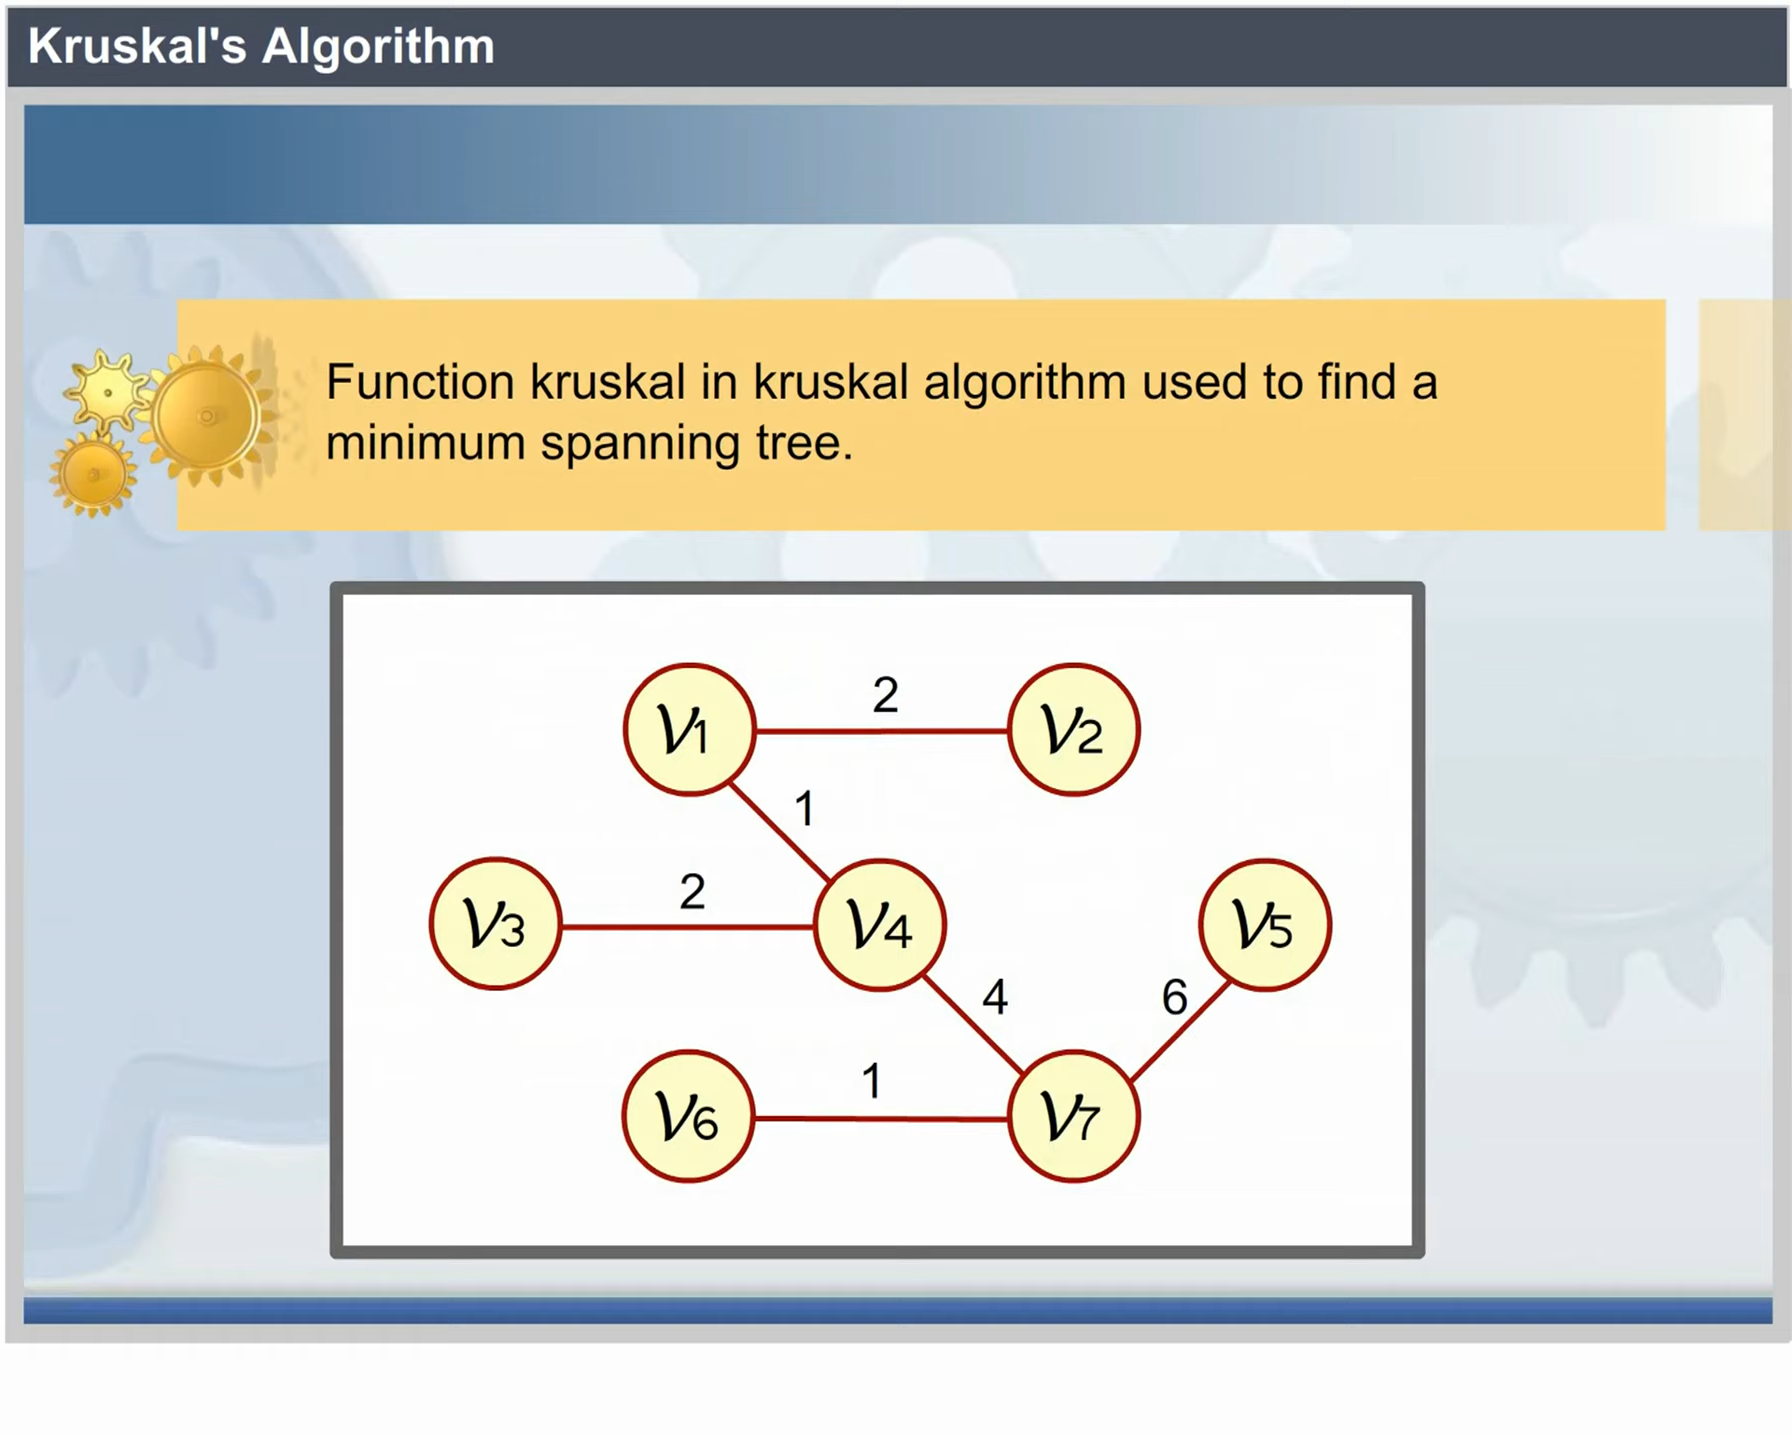 Kruskal's Algorithm
Function kruskal in kruskal algorithm used to find a
minimum spanning tree.
V1
2
V2
1
V3
2
V4
V5
4
6
V6
1
V7